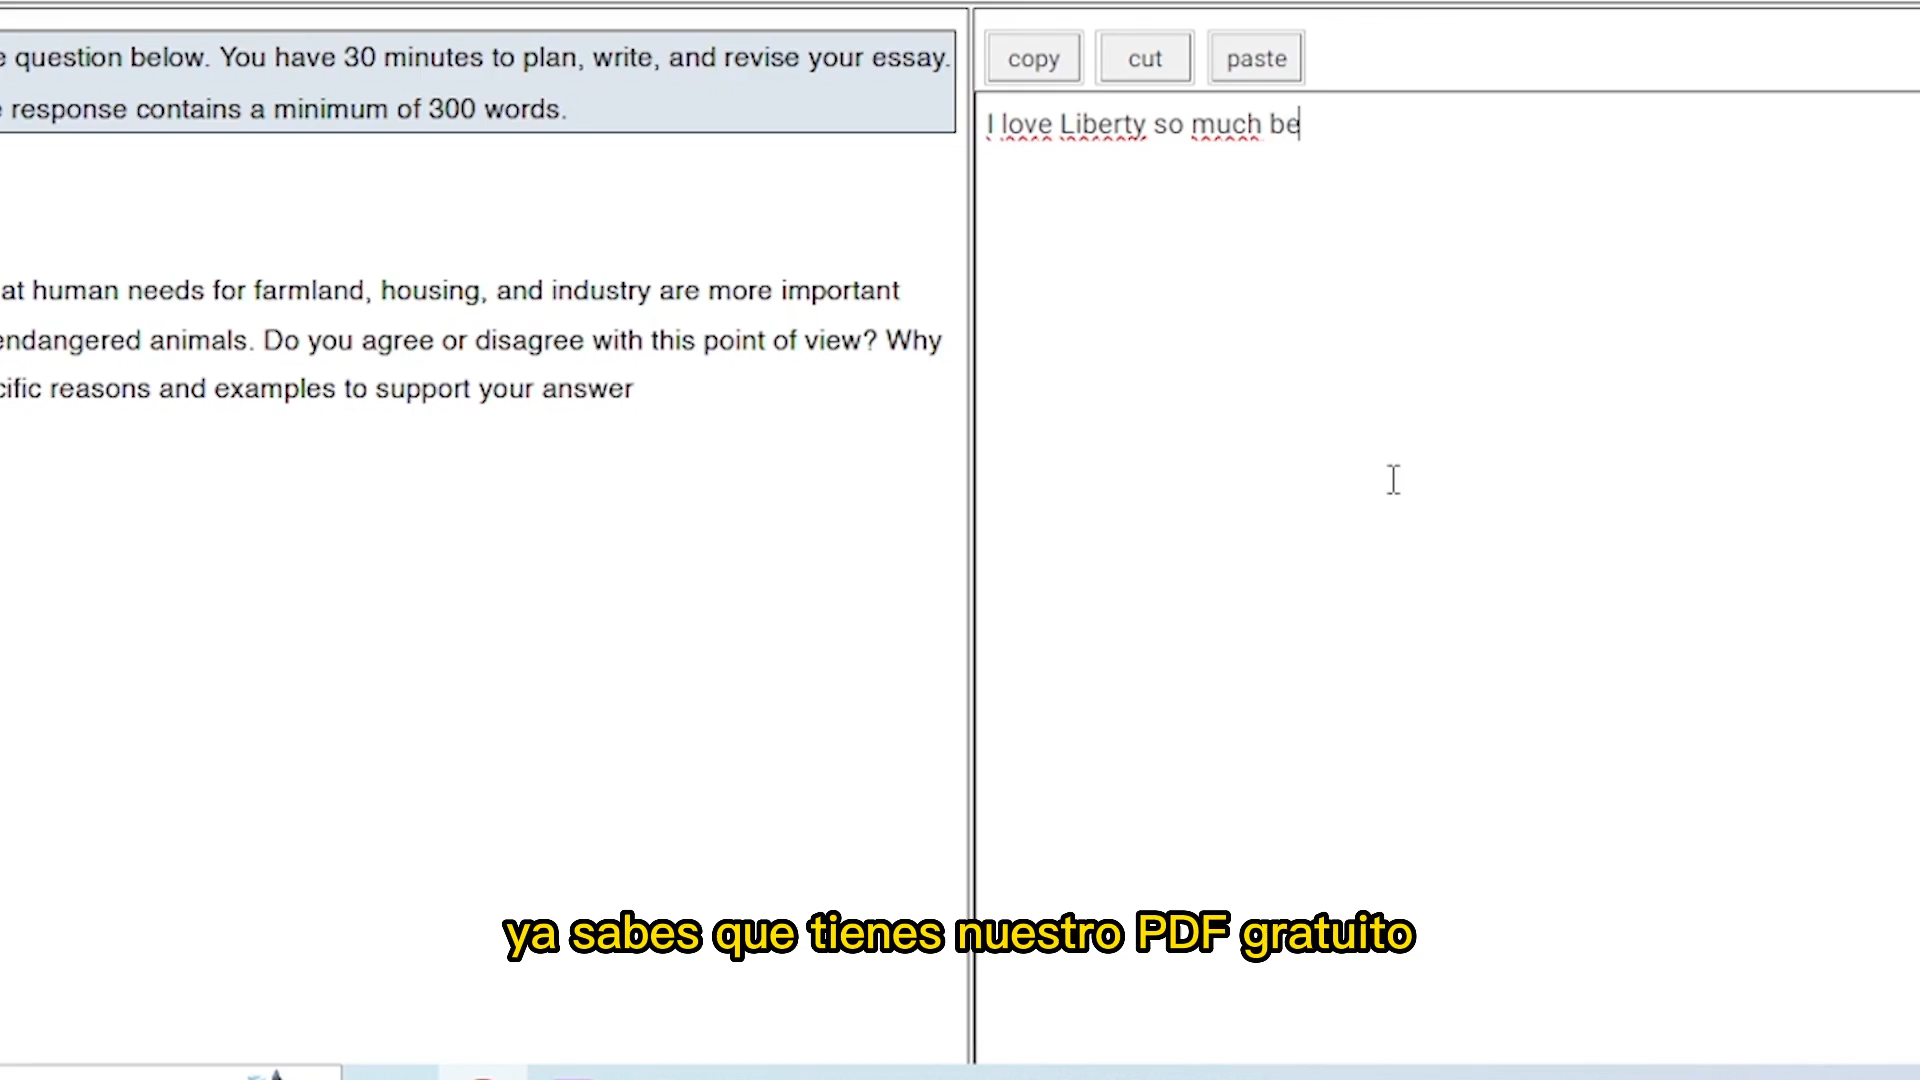 question below. You have 30 minutes to plan, write, and revise your essay.
response contains a minimum of 300 words.
at human needs for farmland, housing, and industry are more important
endangered animals. Do you agree or disagree with this point of view? Why
cific reasons and examples to support your answer
copy cut paste
I love Liberty so much be
ya sabes que tienes nuestro PDF gratuito